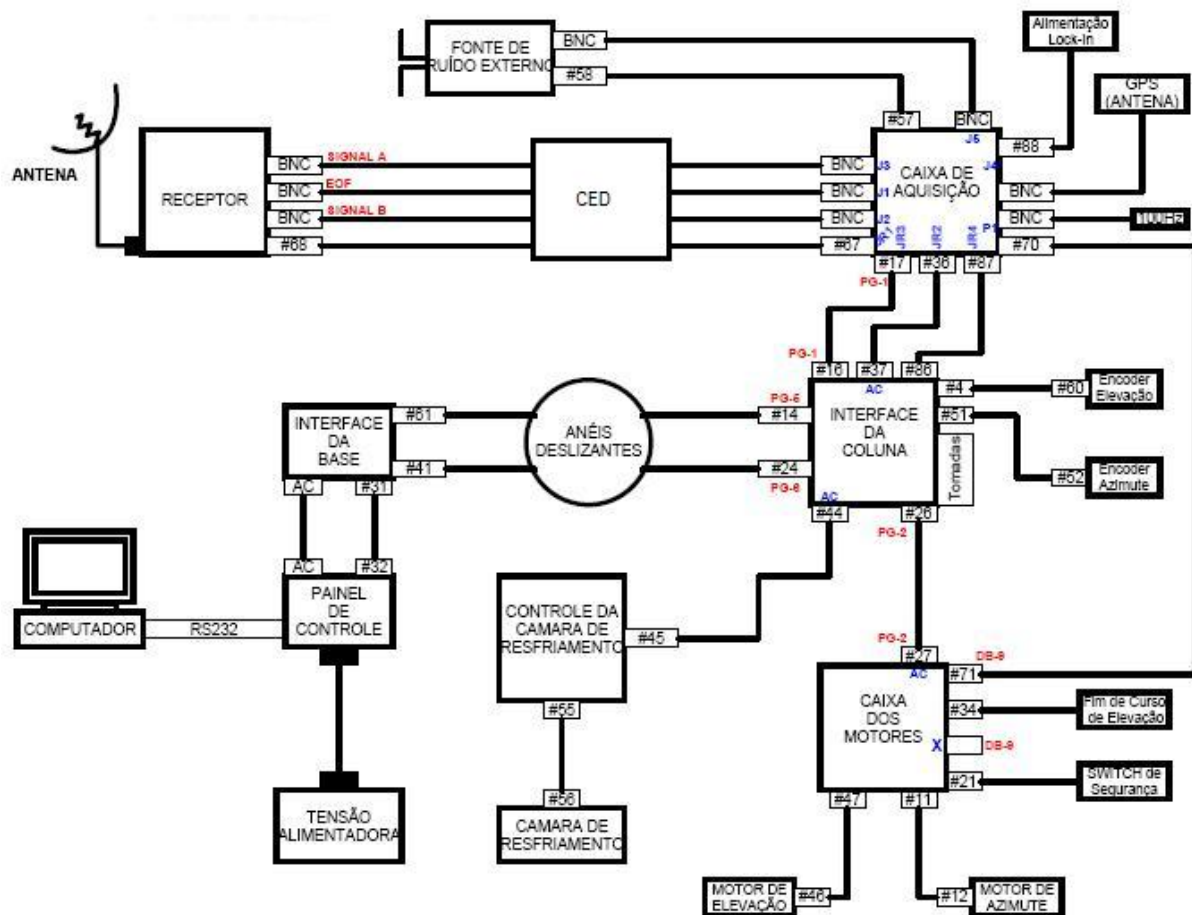 Alimentação
Lock-In
FONTE DE
RUÍDO EXTERNO
BNC
#58
GPS
(ANTENA)
#57
BNC
J5
#88
ANTENA
RECEPTOR
BNC
SIGNAL A
BNC
EOF
BNC
SIGNAL B
#68
CED
BNC
BNC
BNC
#67
J3
J1
J2
CAIXA DE
AQUISIÇÃO
J4
BNC
BNC
P1
#70
100Hz
JR3
JR2
JR4
#17
#36
#87
PG-1
PG-1
#16
#37
#86
AC
INTERFACE
DA
COLUNA
#4
#60
Encoder
Elevação
#51
#52
Encoder
Azimute
Tomadas
PG-5
#14
#24
PG-6
AC
#44
#26
PG-2
ANÉIS
DESLIZANTES
INTERFACE
DA
BASE
#61
#41
AC
#31
AC
#32
PAINEL
DE
CONTROLE
COMPUTADOR
RS232
TENSÃO
ALIMENTADORA
CONTROLE DA
CAMARA DE
RESFRIAMENTO
#45
#55
#56
CAMARA DE
RESFRIAMENTO
PG-2
#27
AC
DB-9
#71
CAIXA
DOS
MOTORES
#34
Fim de Curso
de Elevação
X
DB-9
#21
SWITCH de
Segurança
#47
#11
MOTOR DE
ELEVAÇÃO
#46
#12
MOTOR DE
AZIMUTE